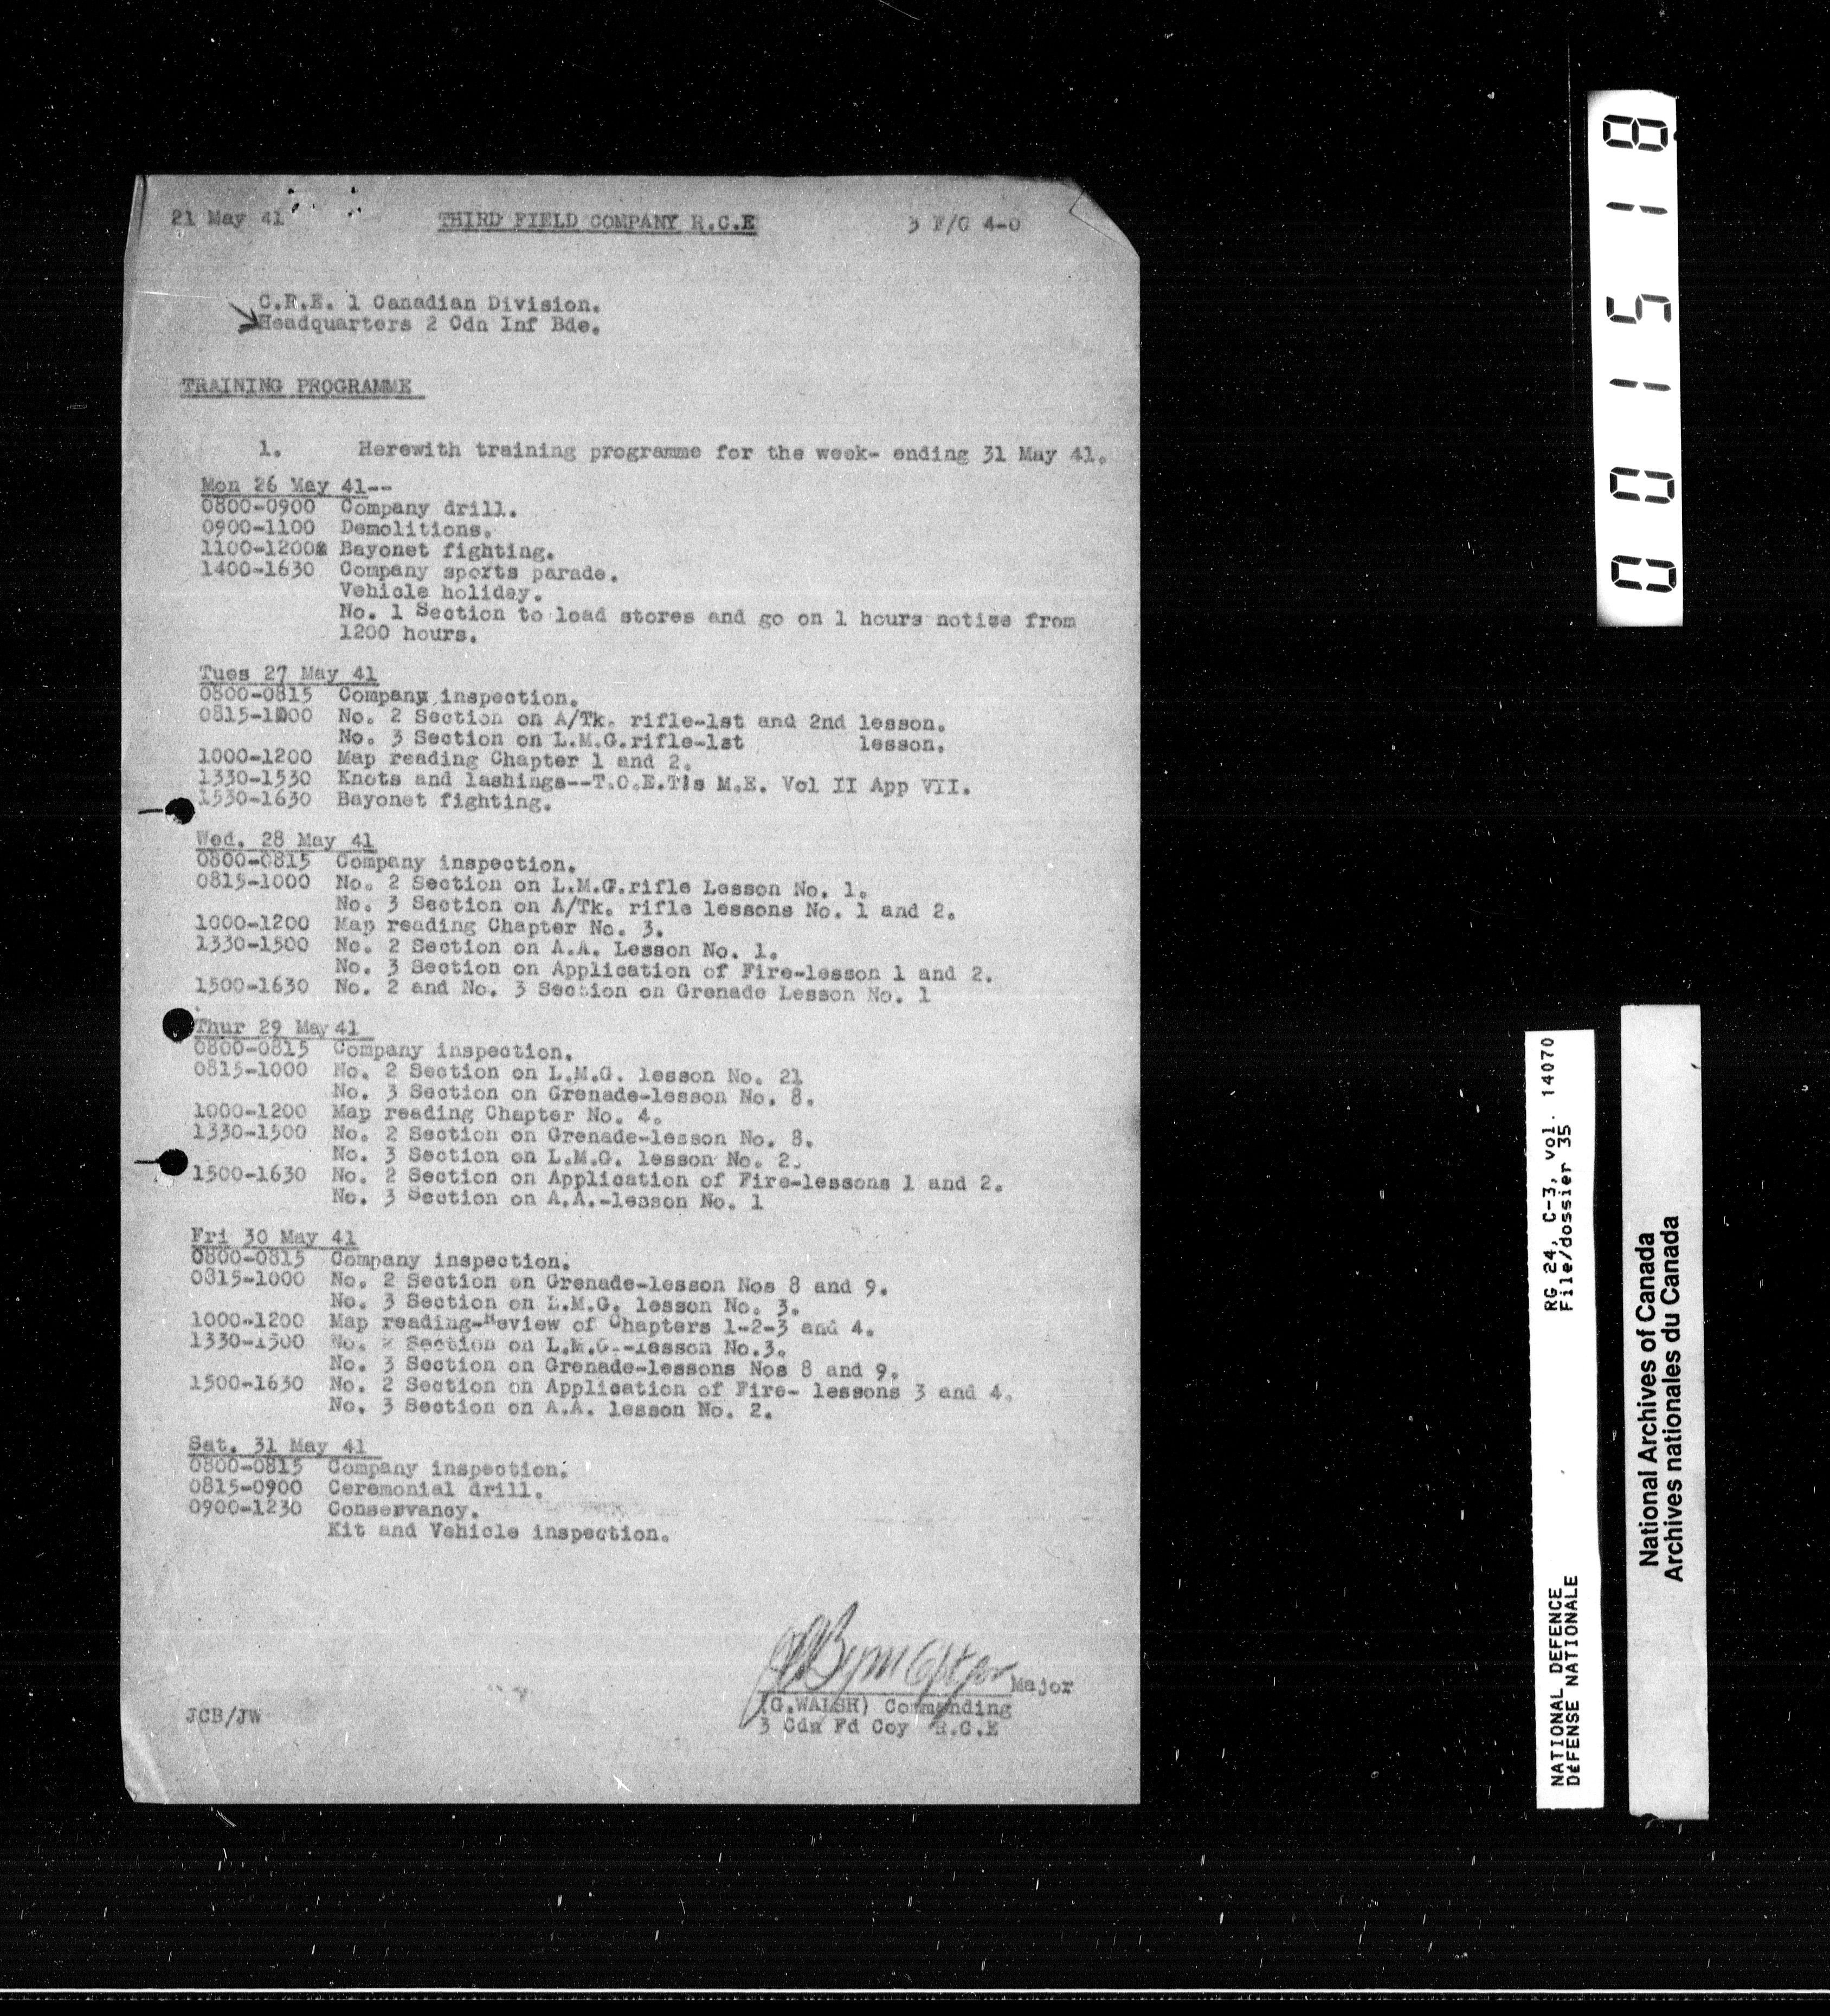 21 May 41 THIRD FIELD COMPANY R.C.E 3 F/C 4-0
C.R.E. 1 Canadian Division.
Headquarters 2 Cdn Inf Bde.
TRAINING PROGRAMME
1. Herewith training programme for the week- ending 31 May 41.
Mon 26 May 41--
0800-0900 Company drill.
0900-1100 Demolitions.
1100-1200 Bayonet fighting.
1400-1630 Company sports parade.
Vehicle holiday.
No. 1 Section to load stores and go on 1 hours notice from
1200 hours.
Tues 27 May 41
0800-0815 Company inspection.
0815-1000 No. 2 Section on A/Tk. rifle-1st and 2nd lesson.
No. 3 Section on L.M.G.rifle-1st lesson.
1000-1200 Map reading Chapter 1 and 2.
1330-1530 Knots and lashings--T.O.E.T's M.E. Vol II App VII.
1530-1630 Bayonet fighting.
Wed. 28 May 41
0800-0815 Company inspection.
0815-1000 No. 2 Section on L.M.G.rifle Lesson No. 1.
No. 3 Section on A/Tk. rifle lessons No. 1 and 2.
1000-1200 Map reading Chapter No. 3.
1330-1500 No. 2 Section on A.A. Lesson No. 1.
No. 3 Section on Application of Fire-lesson 1 and 2.
1500-1630 No. 2 and No. 3 Section on Grenade Lesson No. 1
Thur 29 May 41
0800-0815 Company inspection.
0815-1000 No. 2 Section on L.M.G. lesson No. 21
No. 3 Section on Grenade-lesson No. 8.
1000-1200 Map reading Chapter No. 4.
1330-1500 No. 2 Section on Grenade-lesson No. 8.
No. 3 Section on L.M.G. lesson No. 2.
1500-1630 No. 2 Section on Application of Fire-lessons 1 and 2.
No. 3 Section on A.A.-lesson No. 1
Fri 30 May 41
0800-0815 Company inspection.
0815-1000 No. 2 Section on Grenade-lesson Nos 8 and 9.
No. 3 Section on L.M.G. lesson No. 3.
1000-1200 Map reading-Review of Chapters 1-2-3 and 4.
1330-1500 No. 2 Section on L.M.G.-lesson No.3.
No. 3 Section on Grenade-lessons Nos 8 and 9.
1500-1630 No. 2 Section on Application of Fire- lessons 3 and 4.
No. 3 Section on A.A. lesson No. 2.
Sat. 31 May 41
0800-0815 Company inspection.
0815-0900 Ceremonial drill.
0900-1230 Conservancy.
Kit and Vehicle inspection.
Major
(G.WALSH) Commanding
3 Cdn Fd Coy R.C.E
JCB/JW
001518
RG 24, C-3, vol. 14070
File/dossier 35
NATIONAL DEFENCE
DÉFENSE NATIONALE
National Archives of Canada
Archives nationales du Canada